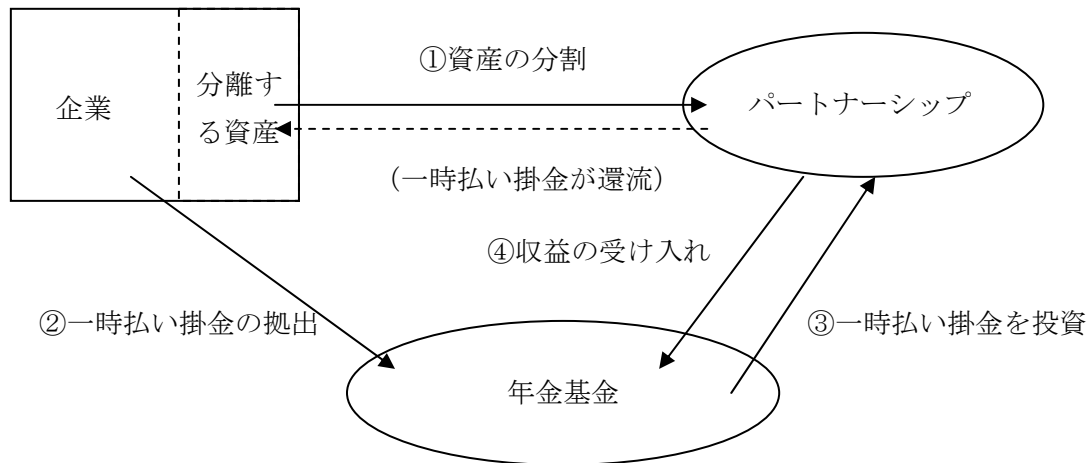 ①資産の分割
企業
分離す
る資産
パートナーシップ
（一時払い掛金が還流）
④収益の受け入れ
②一時払い掛金の拠出
③一時払い掛金を投資
年金基金